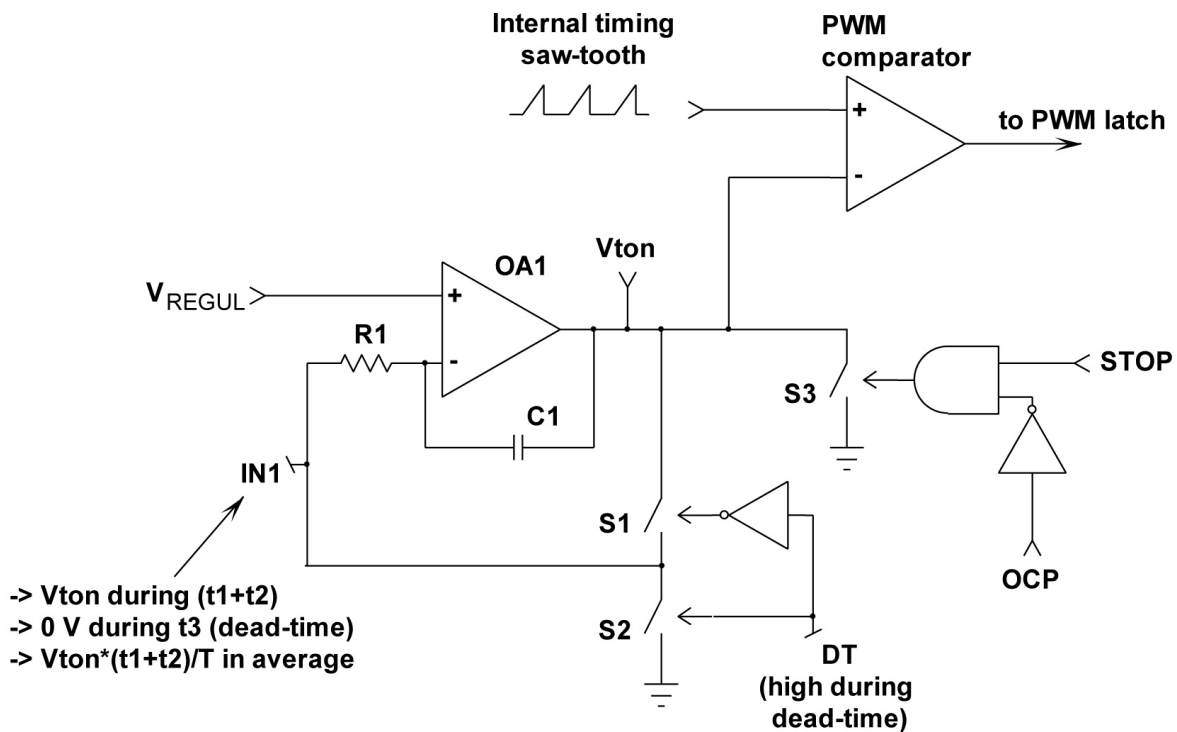 Internal timing
saw-tooth
PWM
comparator
+
-
to PWM latch
Vton
OA1
VREGUL
+
-
R1
C1
S3
STOP
IN1
S1
OCP
-> Vton during (t1+t2)
-> 0 V during t3 (dead-time)
-> Vton*(t1+t2)/T in average
S2
DT
(high during
dead-time)